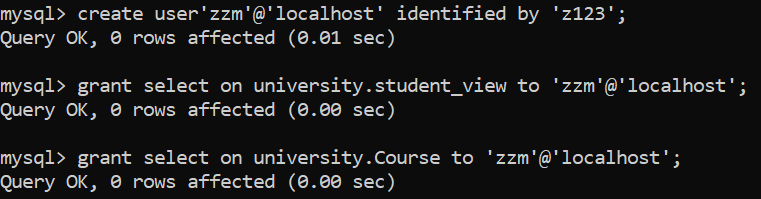 mysql> create user'zzm'@'localhost' identified by 'z123';
Query OK, 0 rows affected (0.01 sec)
mysql> grant select on university.student_view to 'zzm'@'localhost';
Query OK, 0 rows affected (0.00 sec)
mysql> grant select on university.Course to 'zzm'@'localhost';
Query OK, 0 rows affected (0.00 sec)